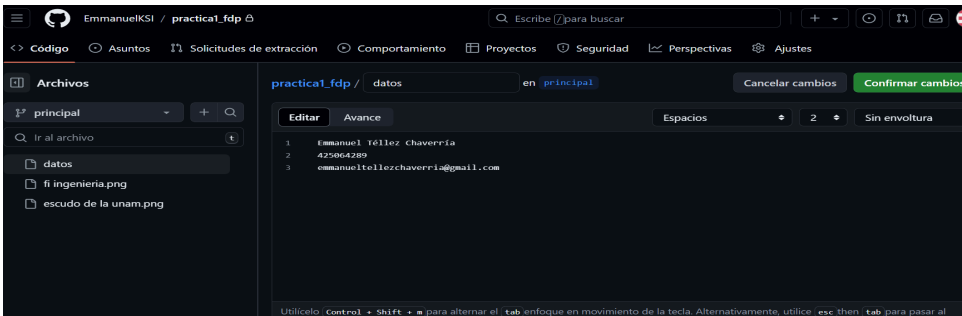 EmmanuelKSI / practica1_fdp
Escribe / para buscar
Código
Asuntos
Solicitudes de extracción
Comportamiento
Proyectos
Seguridad
Perspectivas
Ajustes
Archivos
practica1_fdp / datos en principal
Cancelar cambios
Confirmar cambios
principal
Editar
Avance
Espacios
2
Sin envoltura
Ir al archivo
t
datos
fi ingenieria.png
escudo de la unam.png
1 Emmanuel Téllez Chaverría
2 425064289
3 emmanueltellezchaverria@gmail.com
Utilícelo Control + Shift + m para alternar el tab enfoque en movimiento de la tecla. Alternativamente, utilice esc then tab para pasar al